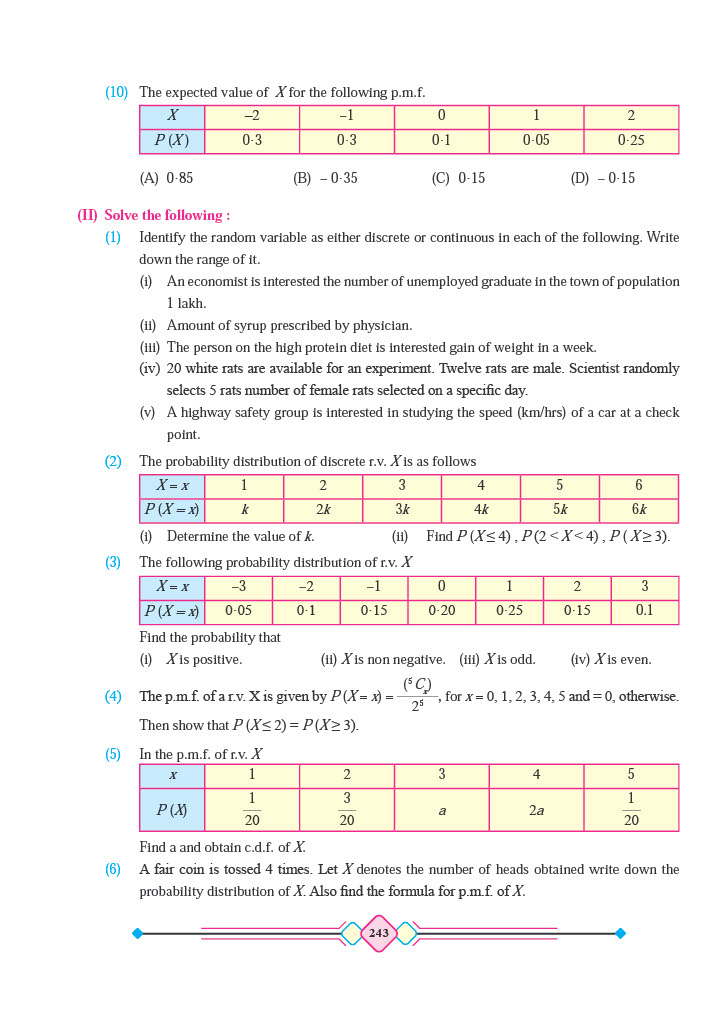 (10) The expected value of X for the following p.m.f.
X –2 –1 0 1 2
P (X) 0·3 0·3 0·1 0·05 0·25
(A) 0·85 (B) – 0·35 (C) 0·15 (D) – 0·15
(II) Solve the following :
(1) Identify the random variable as either discrete or continuous in each of the following. Write
down the range of it.
(i) An economist is interested the number of unemployed graduate in the town of population
1 lakh.
(ii) Amount of syrup prescribed by physician.
(iii) The person on the high protein diet is interested gain of weight in a week.
(iv) 20 white rats are available for an experiment. Twelve rats are male. Scientist randomly
selects 5 rats number of female rats selected on a specific day.
(v) A highway safety group is interested in studying the speed (km/hrs) of a car at a check
point.
(2) The probability distribution of discrete r.v. X is as follows
X = x 1 2 3 4 5 6
P (X = x) k 2k 3k 4k 5k 6k
(i) Determine the value of k. (ii) Find P (X ≤ 4) , P (2 < X < 4) , P ( X ≥ 3).
(3) The following probability distribution of r.v. X
X = x –3 –2 –1 0 1 2 3
P (X = x) 0·05 0·1 0·15 0·20 0·25 0·15 0.1
Find the probability that
(i) X is positive. (ii) X is non negative. (iii) X is odd. (iv) X is even.
(4) The p.m.f. of a r.v. X is given by P (X = x) = (⁵ Cₓ) / 2⁵ , for x = 0, 1, 2, 3, 4, 5 and = 0, otherwise.
Then show that P (X ≤ 2) = P (X ≥ 3).
(5) In the p.m.f. of r.v. X
x 1 2 3 4 5
P (X) 1/20 3/20 a 2a 1/20
Find a and obtain c.d.f. of X.
(6) A fair coin is tossed 4 times. Let X denotes the number of heads obtained write down the
probability distribution of X. Also find the formula for p.m.f. of X.
243